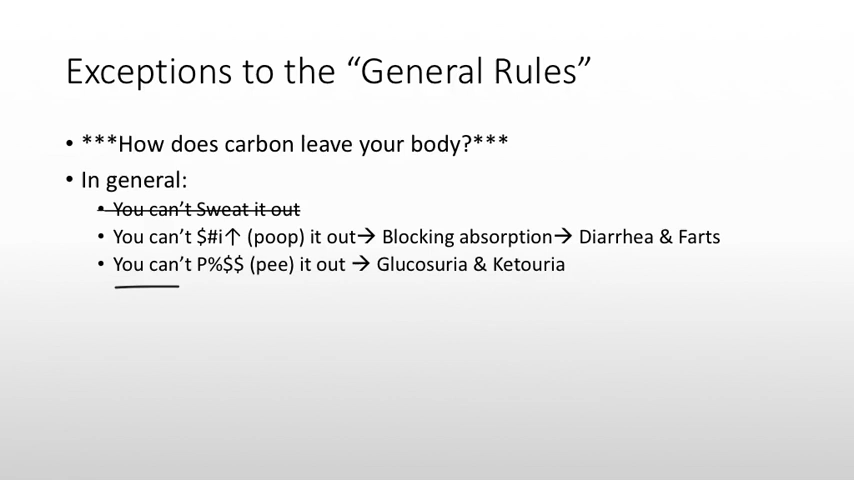 Exceptions to the “General Rules”
• ***How does carbon leave your body?***
• In general:
• You can’t Sweat it out
• You can’t $#i↑ (poop) it out→ Blocking absorption→ Diarrhea & Farts
• You can’t P%$$ (pee) it out → Glucosuria & Ketouria